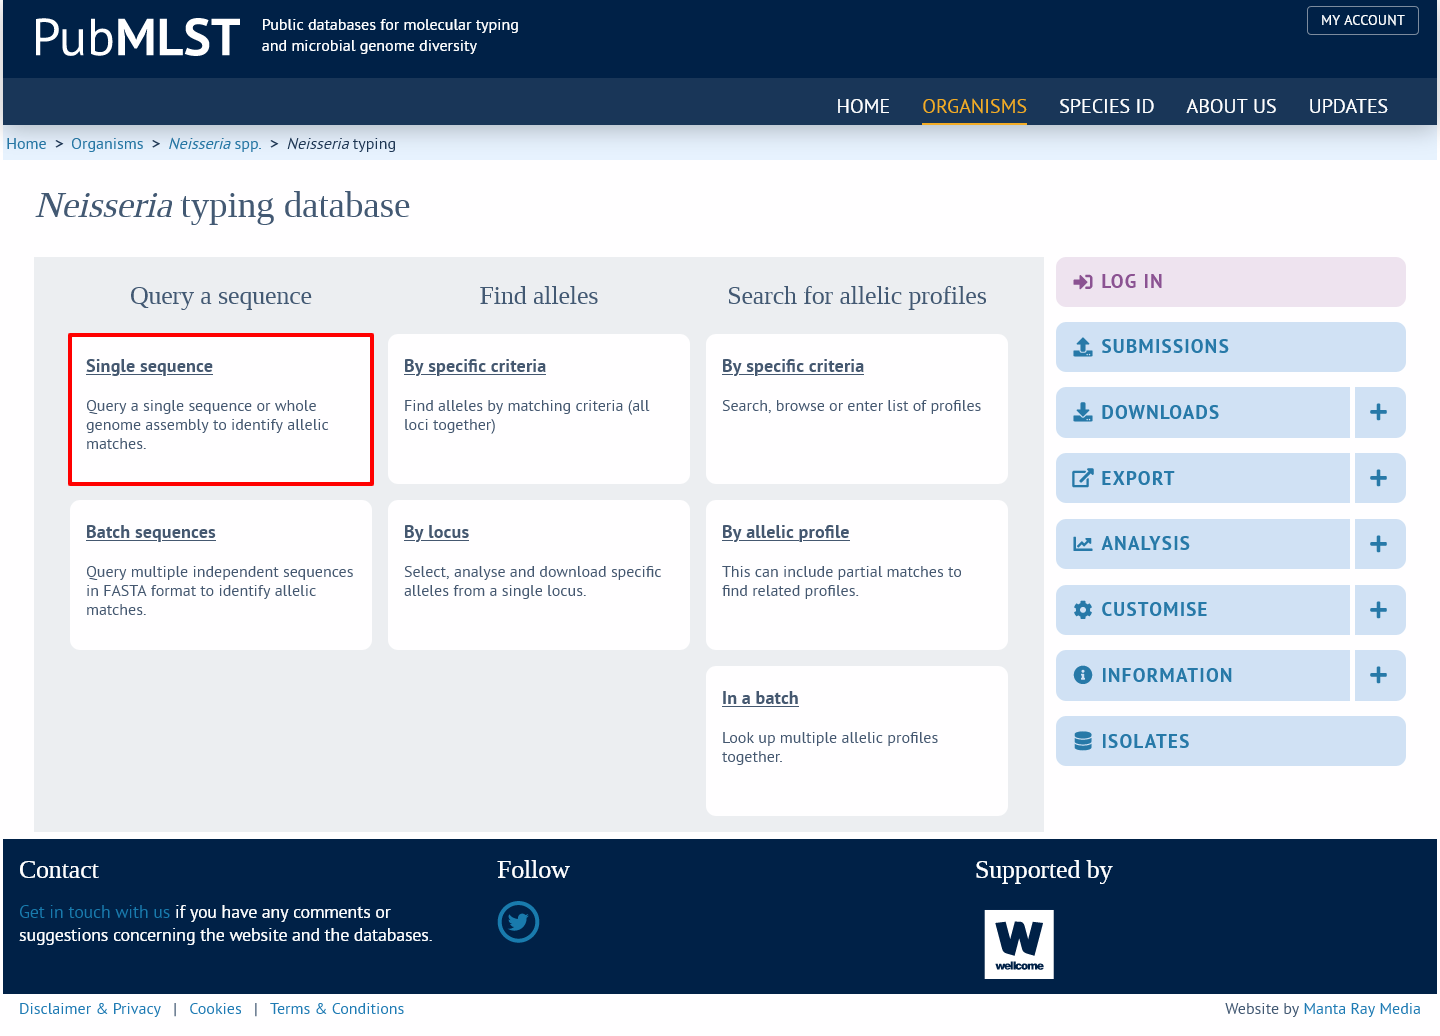 PubMLST
Public databases for molecular typing
and microbial genome diversity
MY ACCOUNT
HOME ORGANISMS SPECIES ID ABOUT US UPDATES
Home > Organisms > Neisseria spp. > Neisseria typing
Neisseria typing database
Query a sequence
Single sequence
Query a single sequence or whole
genome assembly to identify allelic
matches.
Batch sequences
Query multiple independent sequences
in FASTA format to identify allelic
matches.
Find alleles
By specific criteria
Find alleles by matching criteria (all
loci together)
By locus
Select, analyse and download specific
alleles from a single locus.
Search for allelic profiles
By specific criteria
Search, browse or enter list of profiles
By allelic profile
This can include partial matches to
find related profiles.
In a batch
Look up multiple allelic profiles
together.
LOG IN
SUBMISSIONS
DOWNLOADS +
EXPORT +
ANALYSIS +
CUSTOMISE +
INFORMATION +
ISOLATES
Contact
Get in touch with us if you have any comments or
suggestions concerning the website and the databases.
Follow
Supported by
W
wellcome
Disclaimer & Privacy | Cookies | Terms & Conditions
Website by Manta Ray Media